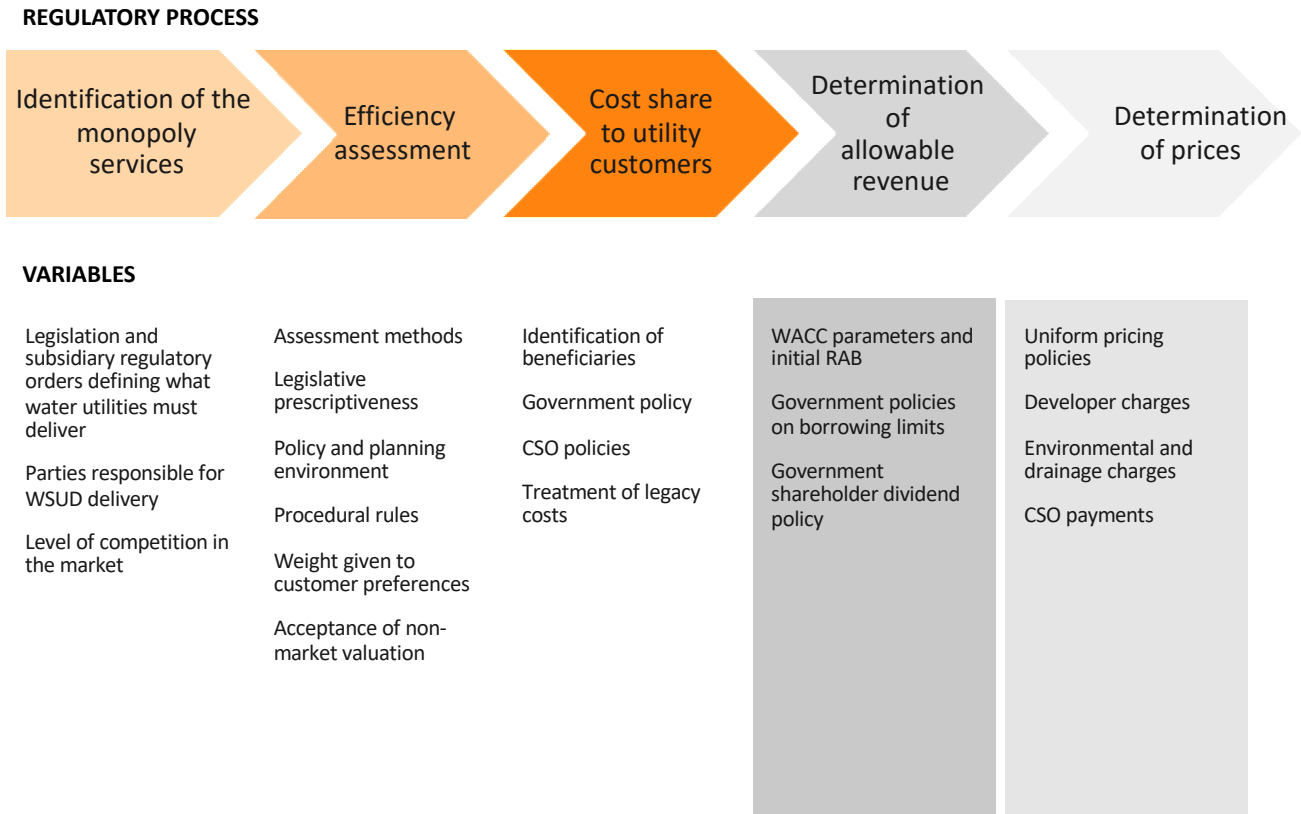 REGULATORY PROCESS
Identification of the
monopoly
services
Efficiency
assessment
Cost share
to utility
customers
Determination
of
allowable
revenue
Determination
of prices
VARIABLES
Legislation and
subsidiary regulatory
orders defining what
water utilities must
deliver
Parties responsible for
WSUD delivery
Level of competition in
the market
Assessment methods
Legislative
prescriptiveness
Policy and planning
environment
Procedural rules
Weight given to
customer preferences
Acceptance of non-
market valuation
Identification of
beneficiaries
Government policy
CSO policies
Treatment of legacy
costs
WACC parameters and
initial RAB
Government policies
on borrowing limits
Government
shareholder dividend
policy
Uniform pricing
policies
Developer charges
Environmental and
drainage charges
CSO payments